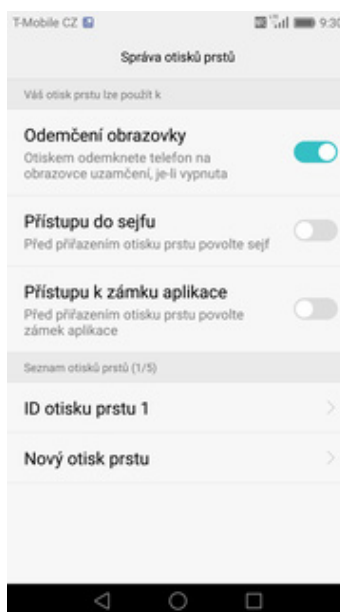 T-Mobile CZ
9:30
Správa otisků prstů
Váš otisk prstu lze použít k
Odemčení obrazovky
Otiskem odemknete telefon na
obrazovce uzamčení, je-li vypnuta
Přístupu do sejfu
Před přiřazením otisku prstu povolte sejf
Přístupu k zámku aplikace
Před přiřazením otisku prstu povolte
zámek aplikace
Seznam otisků prstů (1/5)
ID otisku prstu 1
Nový otisk prstu